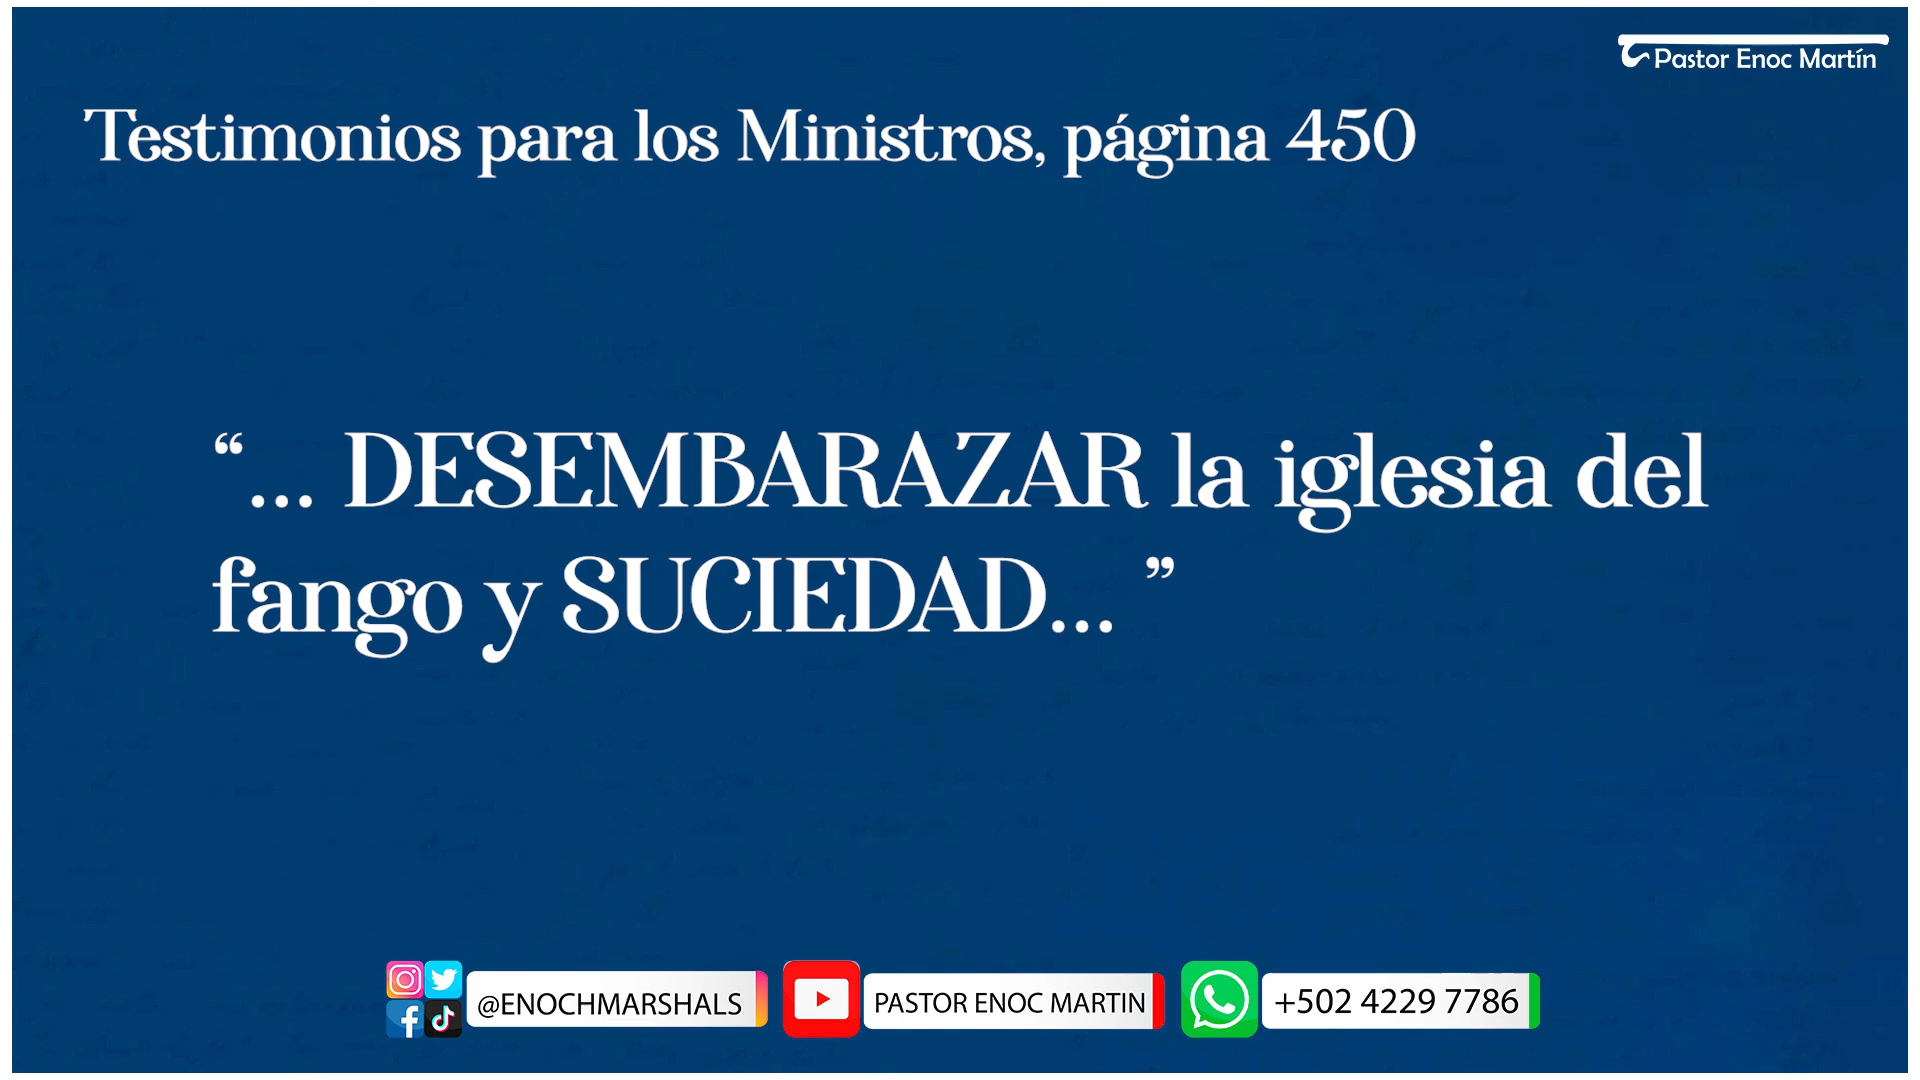 Pastor Enoc Martín
Testimonios para los Ministros, página 450
“... DESEMBARAZAR la iglesia del
fango y SUCIEDAD... ”
@ENOCHMARSHALS
PASTOR ENOC MARTIN
+502 4229 7786